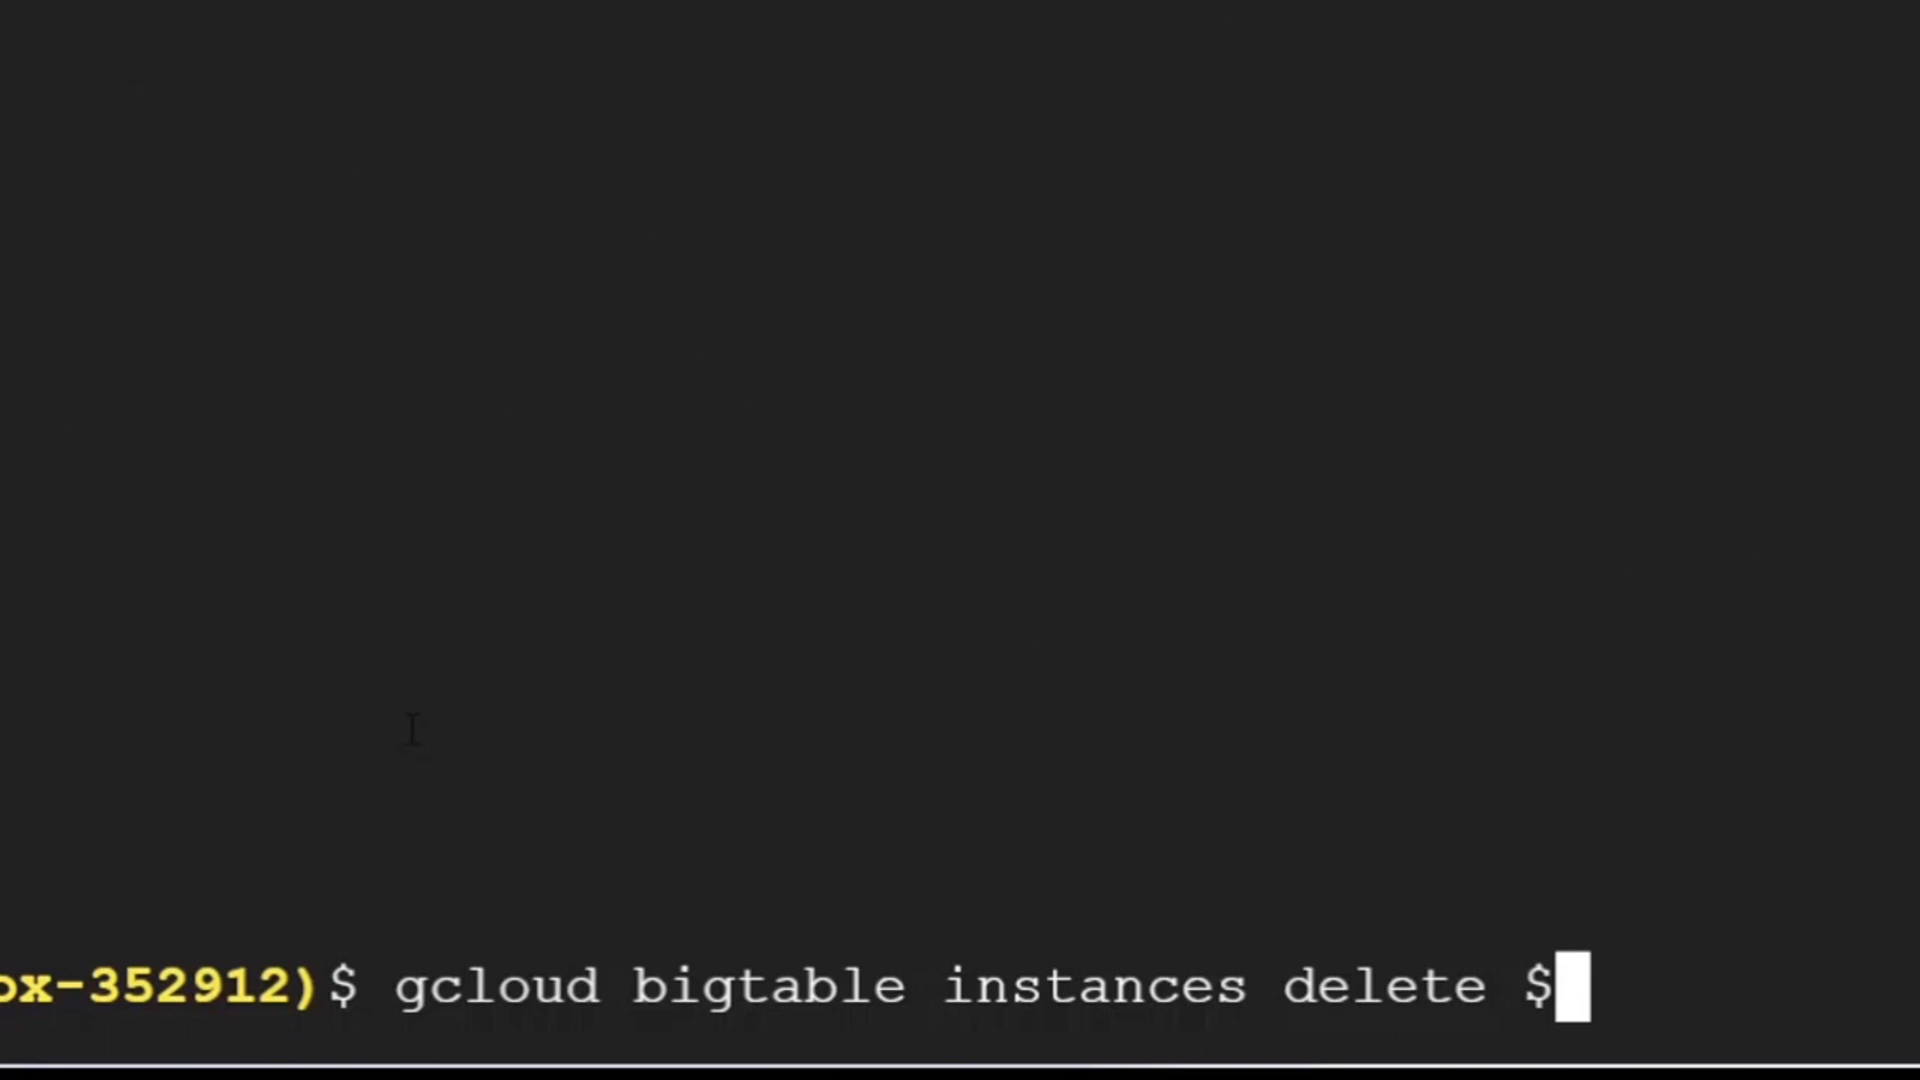 ox-352912)$ gcloud bigtable instances delete $